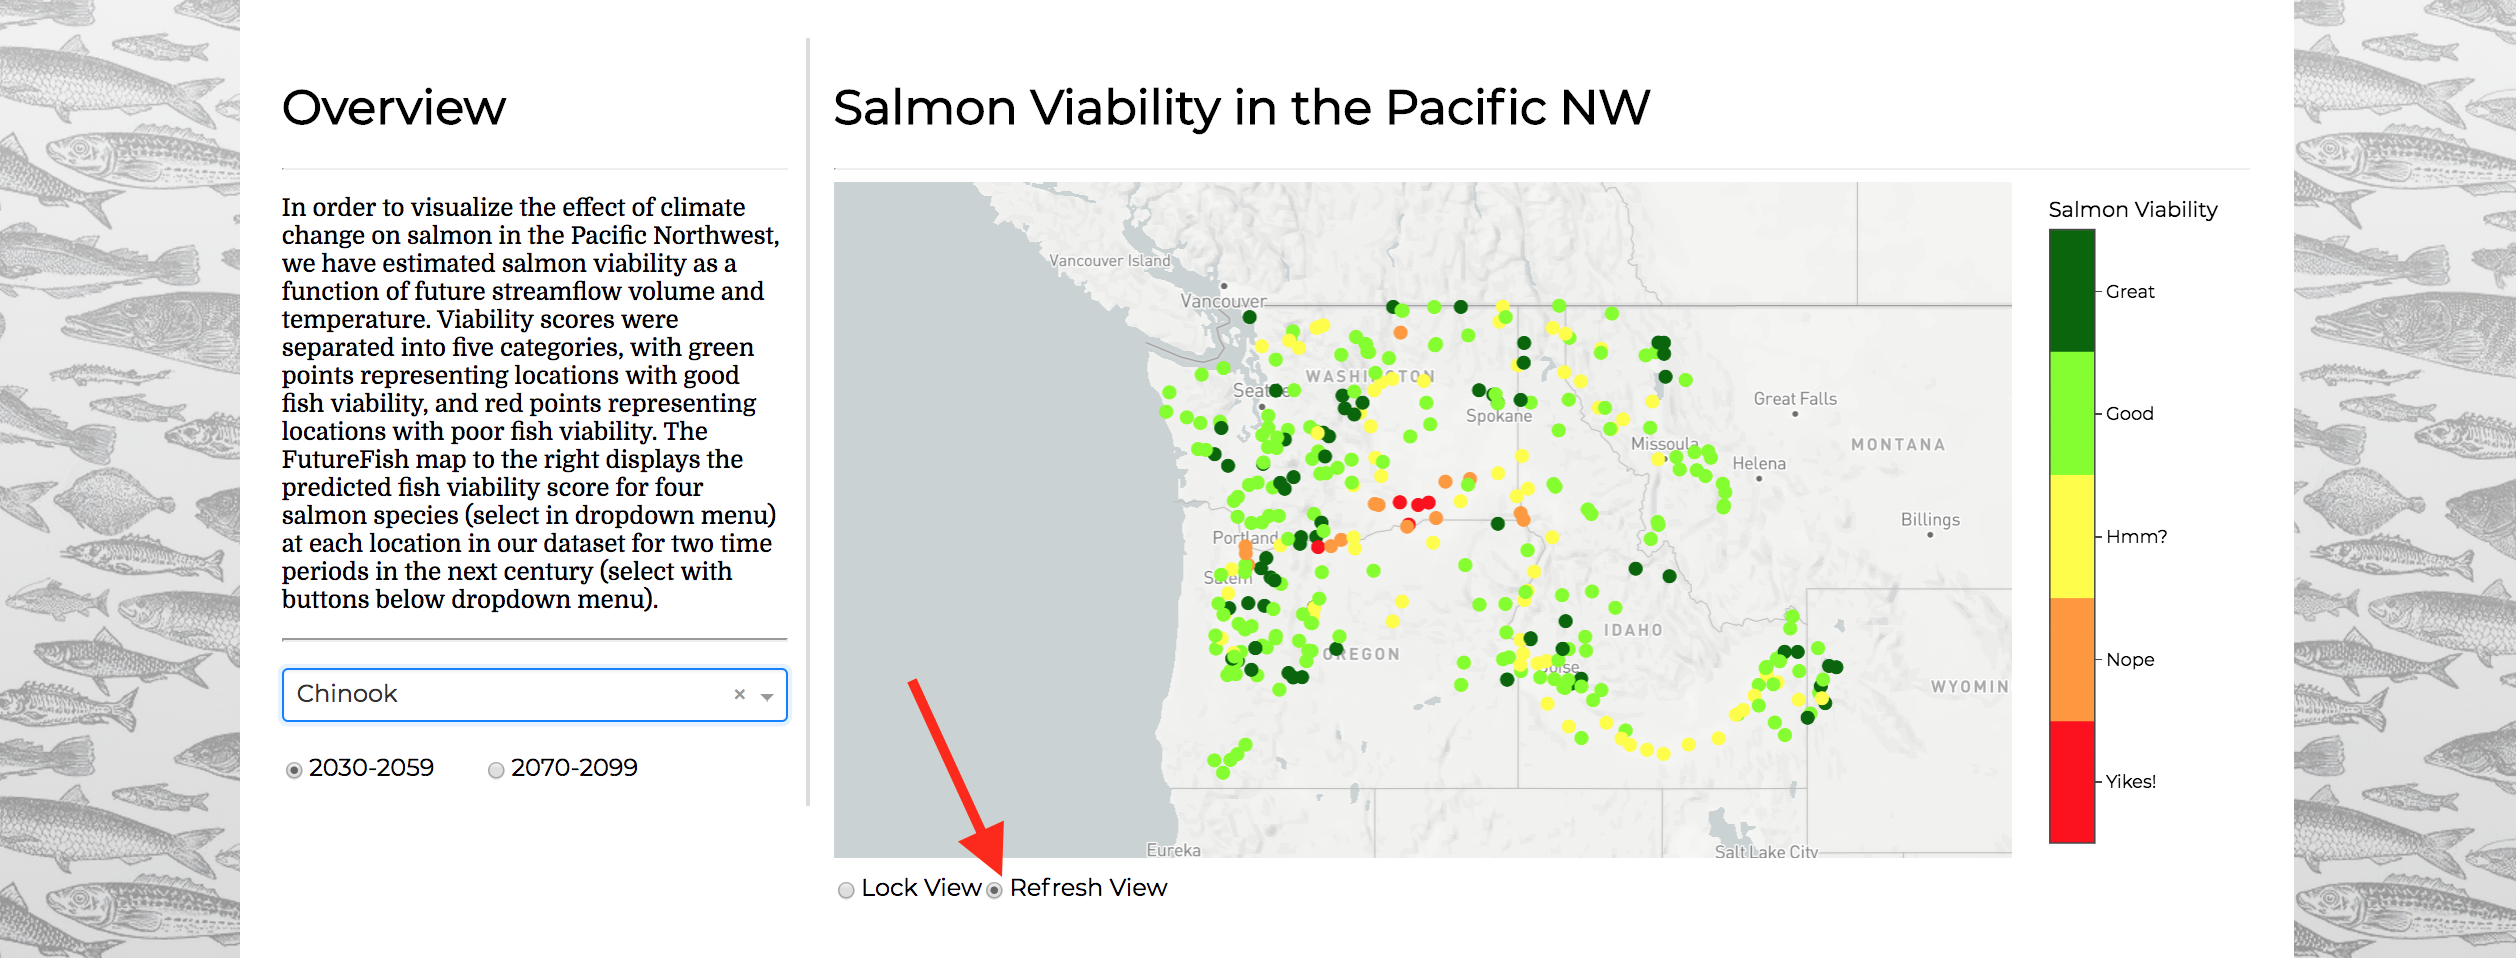 Overview
In order to visualize the effect of climate
change on salmon in the Pacific Northwest,
we have estimated salmon viability as a
function of future streamflow volume and
temperature. Viability scores were
separated into five categories, with green
points representing locations with good
fish viability, and red points representing
locations with poor fish viability. The
FutureFish map to the right displays the
predicted fish viability score for four
salmon species (select in dropdown menu)
at each location in our dataset for two time
periods in the next century (select with
buttons below dropdown menu).
Chinook
×
2030-2059
2070-2099
Salmon Viability in the Pacific NW
Vancouver Island
Vancouver
WASHINGTON
Seattle
Spokane
Great Falls
Missoula
MONTANA
Helena
Billings
Portland
Salem
IDAHO
OREGON
Boise
WYOMIN
Eureka
Salt Lake City
Lock View
Refresh View
Salmon Viability
Great
Good
Hmm?
Nope
Yikes!